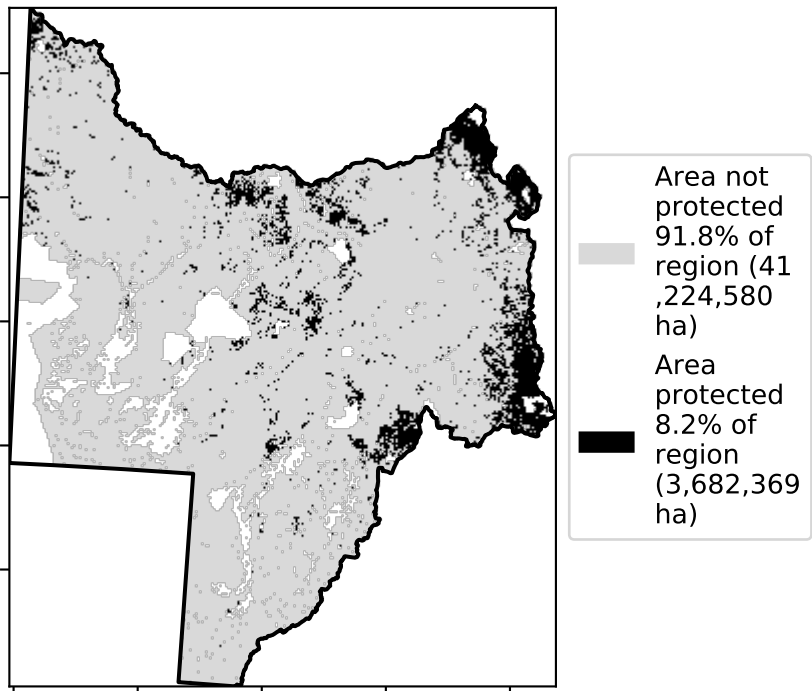 Area not
protected
91.8% of
region (41
,224,580
ha)
Area
protected
8.2% of
region
(3,682,369
ha)